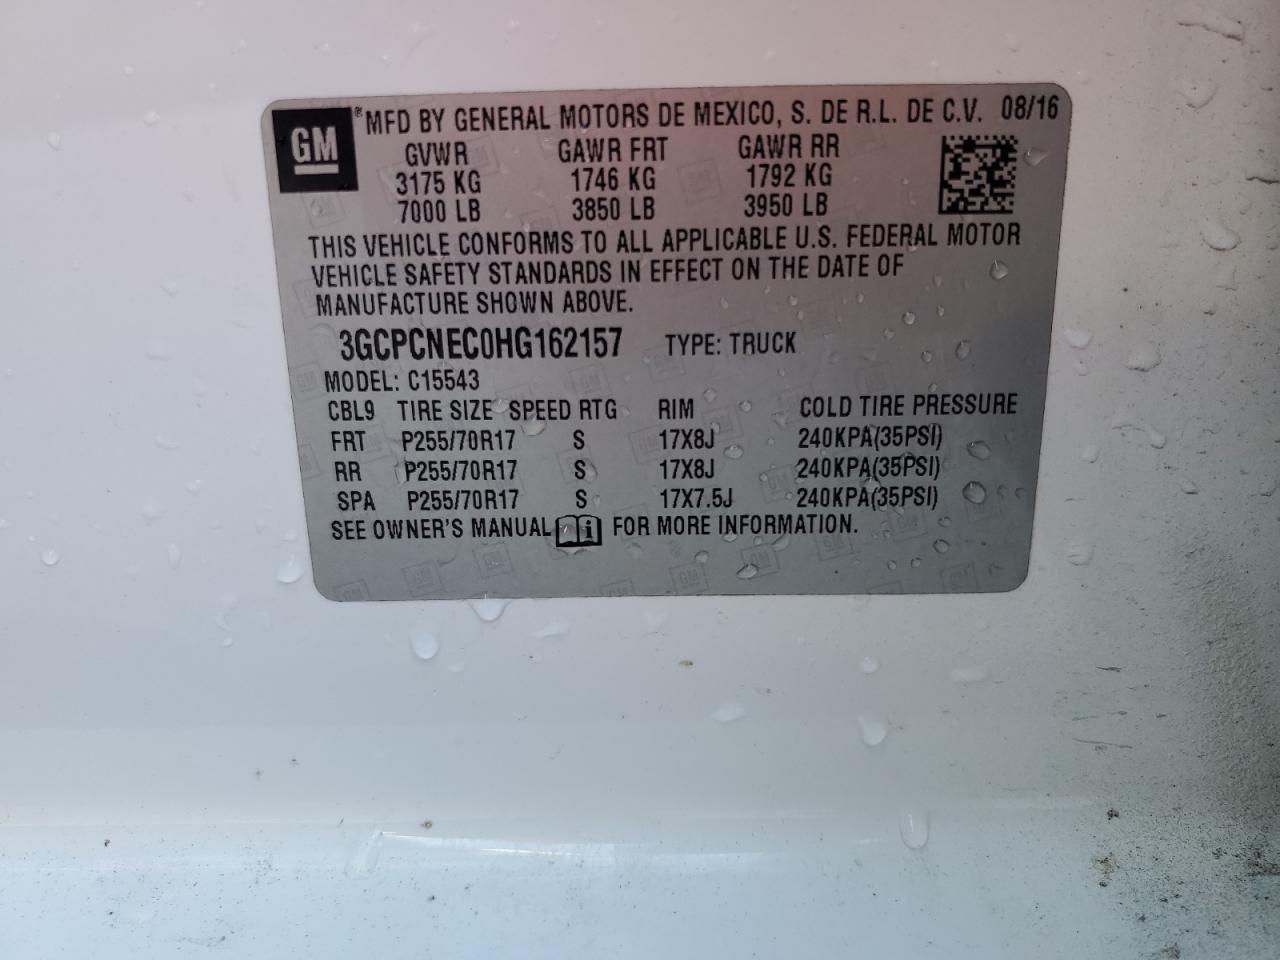 GM ® MFD BY GENERAL MOTORS DE MEXICO, S. DE R.L. DE C.V. 08/16
GVWR GAWR FRT GAWR RR
3175 KG 1746 KG 1792 KG
7000 LB 3850 LB 3950 LB
THIS VEHICLE CONFORMS TO ALL APPLICABLE U.S. FEDERAL MOTOR
VEHICLE SAFETY STANDARDS IN EFFECT ON THE DATE OF
MANUFACTURE SHOWN ABOVE.
3GCPCNEC0HG162157 TYPE: TRUCK
MODEL: C15543
CBL9 TIRE SIZE SPEED RTG RIM COLD TIRE PRESSURE
FRT P255/70R17 S 17X8J 240KPA(35PSI)
RR P255/70R17 S 17X8J 240KPA(35PSI)
SPA P255/70R17 S 17X7.5J 240KPA(35PSI)
SEE OWNER'S MANUAL i FOR MORE INFORMATION.